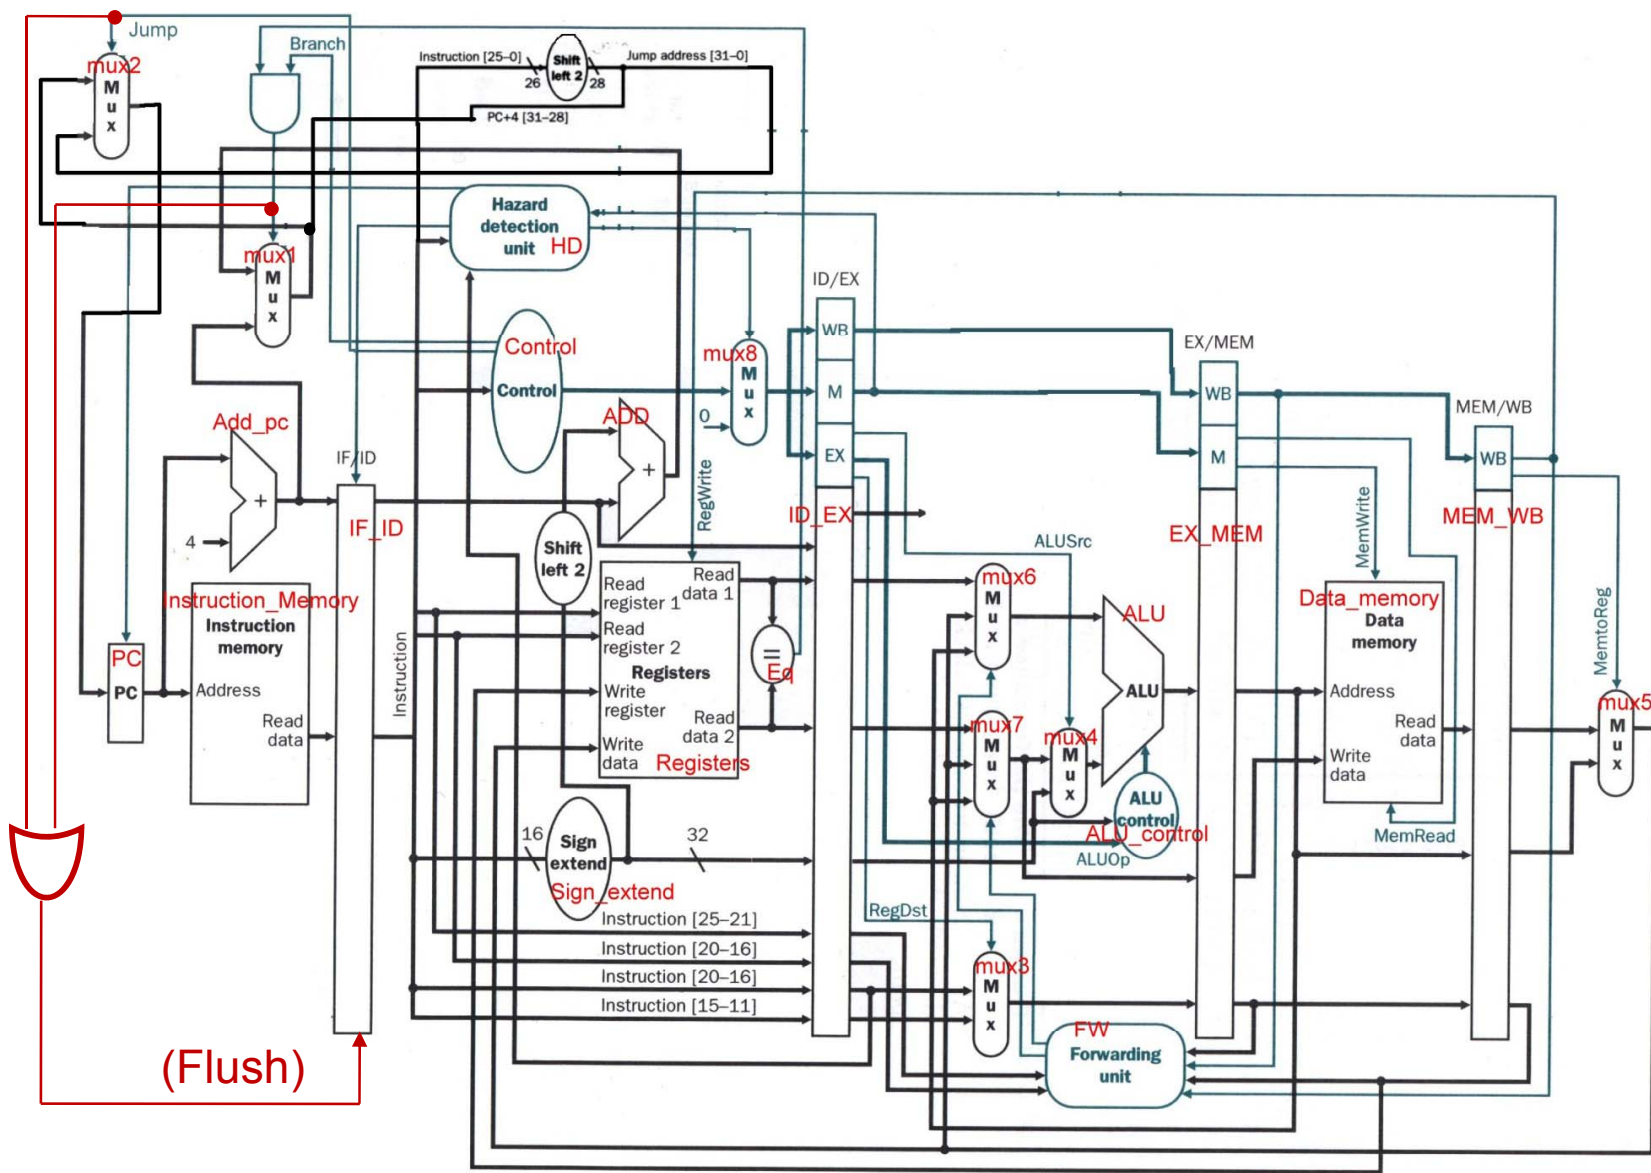 Jump
Branch
mux2
M
u
x
Instruction [25–0]
Shift
left 2
Jump address [31–0]
26
28
PC+4 [31–28]
Hazard
detection
unit
HD
mux1
M
u
x
ID/EX
WB
M
EX
Control
Control
mux8
M
u
x
0
EX/MEM
WB
M
MEM/WB
WB
Add_pc
+
4
IF/ID
IF_ID
ADD
+
RegWrite
Shift
left 2
ID_EX
ALUSrc
EX_MEM
MemWrite
MEM_WB
MemtoReg
Instruction_Memory
Instruction
memory
Address
Read
data
PC
PC
Instruction
Read
register 1
Read
register 2
Registers
Write
register
Write
data
Read
data 1
Read
data 2
Registers
=
Eq
mux6
M
u
x
mux7
M
u
x
mux4
M
u
x
ALU
ALU
ALU
control
ALU_control
ALUOp
Data_memory
Data
memory
Address
Read
data
Write
data
MemRead
mux5
M
u
x
16
Sign
extend
Sign_extend
32
RegDst
Instruction [25–21]
Instruction [20–16]
Instruction [20–16]
Instruction [15–11]
mux3
M
u
x
FW
Forwarding
unit
(Flush)